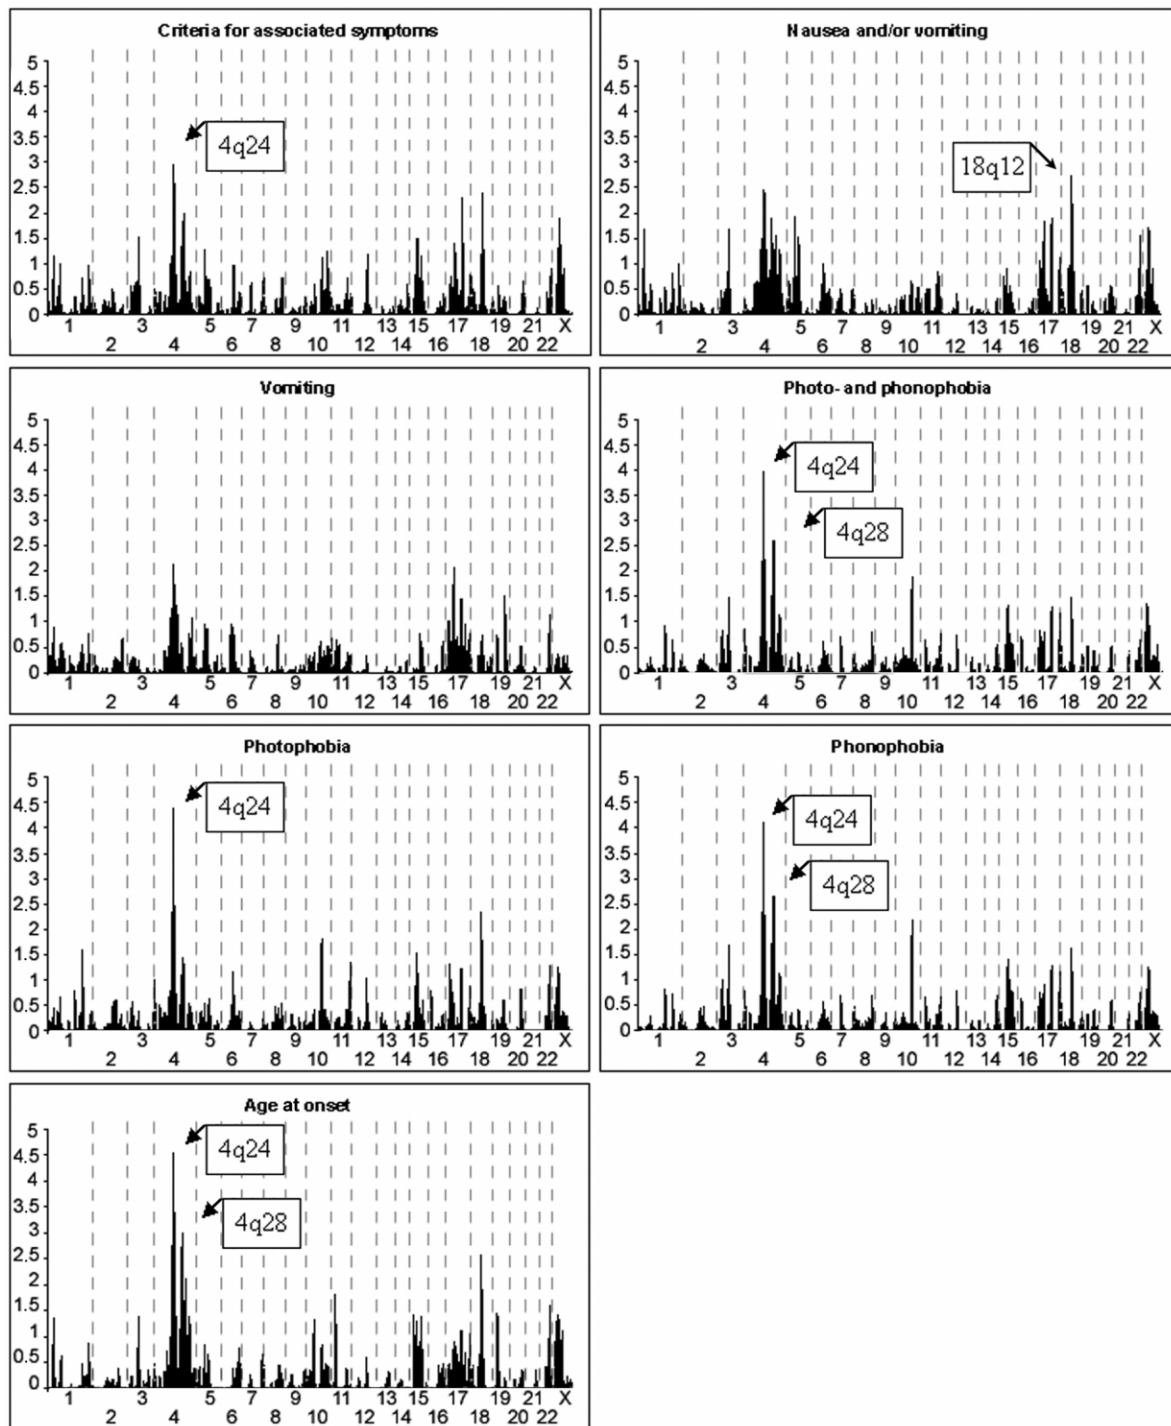 Criteria for associated symptoms
5
4.5
4
3.5
3
2.5
2
1.5
1
0.5
0
4q24
1 3 4 5 7 9 11 13 15 17 19 21 X
2 6 8 10 12 14 16 18 20 22
Nausea and/or vomiting
5
4.5
4
3.5
3
2.5
2
1.5
1
0.5
0
18q12
1 3 5 7 9 11 13 15 17 19 21 X
2 4 6 8 10 12 14 16 18 20 22
Vomiting
5
4.5
4
3.5
3
2.5
2
1.5
1
0.5
0
1 3 4 5 7 9 11 13 15 17 19 21 X
2 6 8 10 12 14 16 18 20 22
Photo- and phonophobia
5
4.5
4
3.5
3
2.5
2
1.5
1
0.5
0
4q24
4q28
1 3 4 5 7 9 11 13 15 17 19 21 X
2 6 8 10 12 14 16 18 20 22
Photophobia
5
4.5
4
3.5
3
2.5
2
1.5
1
0.5
0
4q24
1 3 4 5 7 9 11 13 15 17 19 21 X
2 6 8 10 12 14 16 18 20 22
Phonophobia
5
4.5
4
3.5
3
2.5
2
1.5
1
0.5
0
4q24
4q28
1 3 4 5 7 9 11 13 15 17 19 21 X
2 6 8 10 12 14 16 18 20 22
Age at onset
5
4.5
4
3.5
3
2.5
2
1.5
1
0.5
0
4q24
4q28
1 3 4 5 7 9 11 13 15 17 19 21 X
2 6 8 10 12 14 16 18 20 22